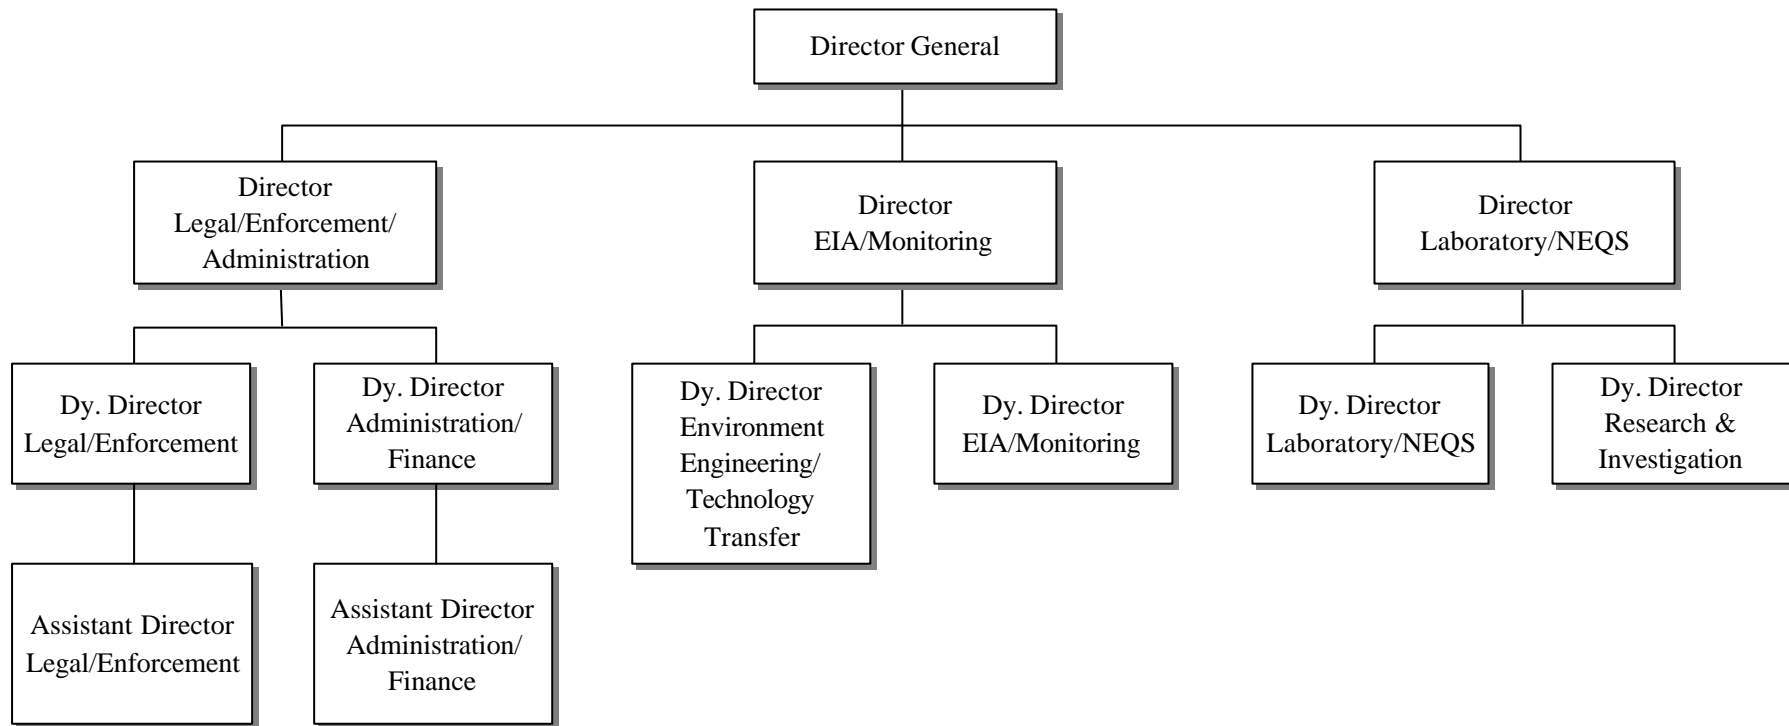 Director General
Director
Legal/Enforcement/
Administration
Director
EIA/Monitoring
Director
Laboratory/NEQS
Dy. Director
Legal/Enforcement
Dy. Director
Administration/
Finance
Dy. Director
Environment
Engineering/
Technology
Transfer
Dy. Director
EIA/Monitoring
Dy. Director
Laboratory/NEQS
Dy. Director
Research &
Investigation
Assistant Director
Legal/Enforcement
Assistant Director
Administration/
Finance